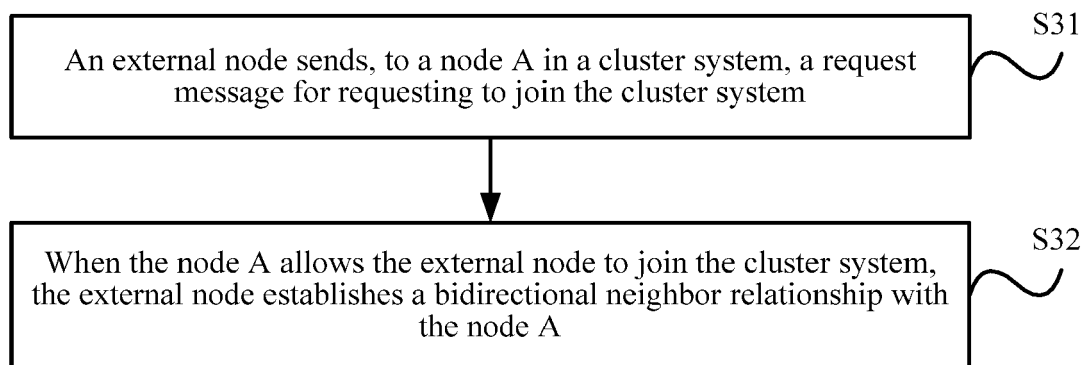 S31
An external node sends, to a node A in a cluster system, a request
message for requesting to join the cluster system
S32
When the node A allows the external node to join the cluster system,
the external node establishes a bidirectional neighbor relationship with
the node A